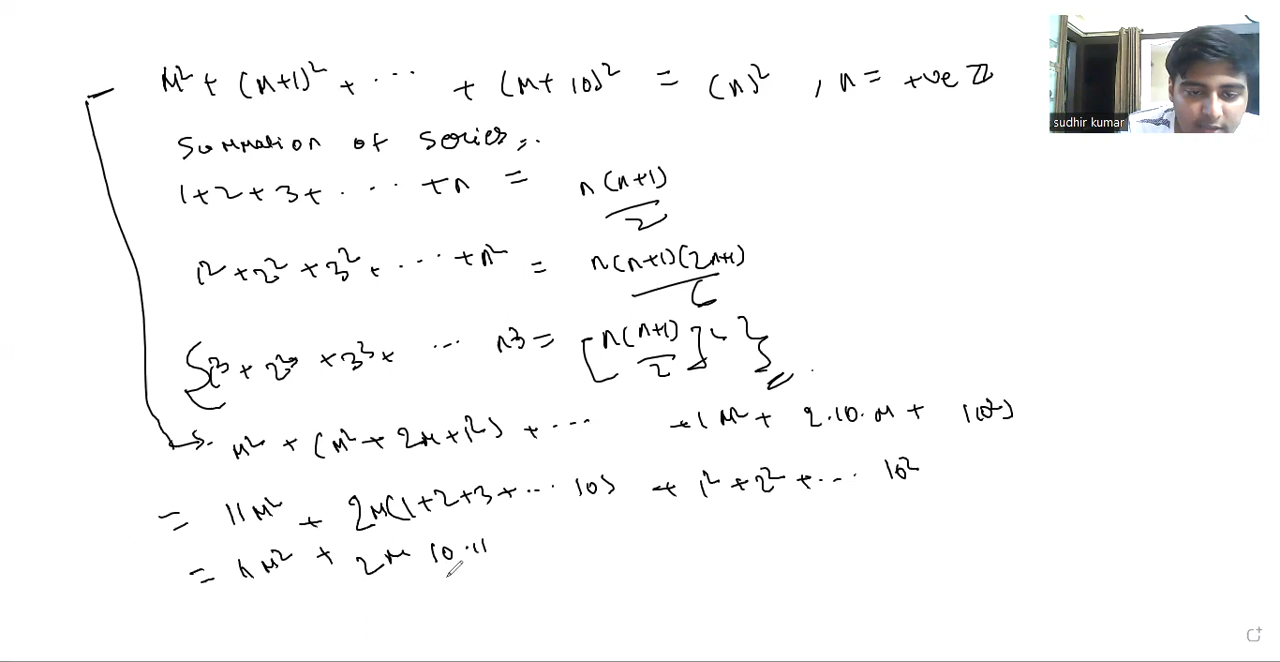 M² + (M+1)² + ... + (M+10)² = (n)² , n = +ve ℤ
sudhir kumar
Summation of series,.
1+2+3+ ... +n = n(n+1)/2
1²+2²+3²+ ... +n² = n(n+1)(2n+1)/6
{1³ + 2³ + 3³+ ... n3 = [n(n+1)/2]² }
M² + (M²+2M+1²) + ... + (M² + 2.10.M + 10²)
= 11M² + 2M(1+2+3+... 10) + 1²+2²+... 10²
= 11M² + 2M 10.11